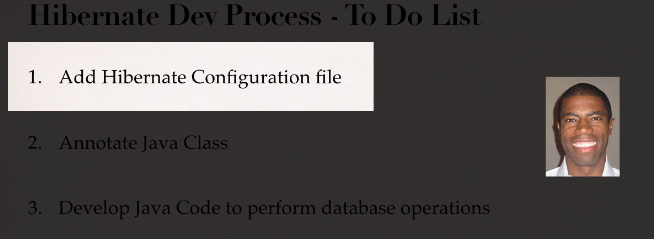 Hibernate Dev Process - To Do List
1. Add Hibernate Configuration file
2. Annotate Java Class
3. Develop Java Code to perform database operations